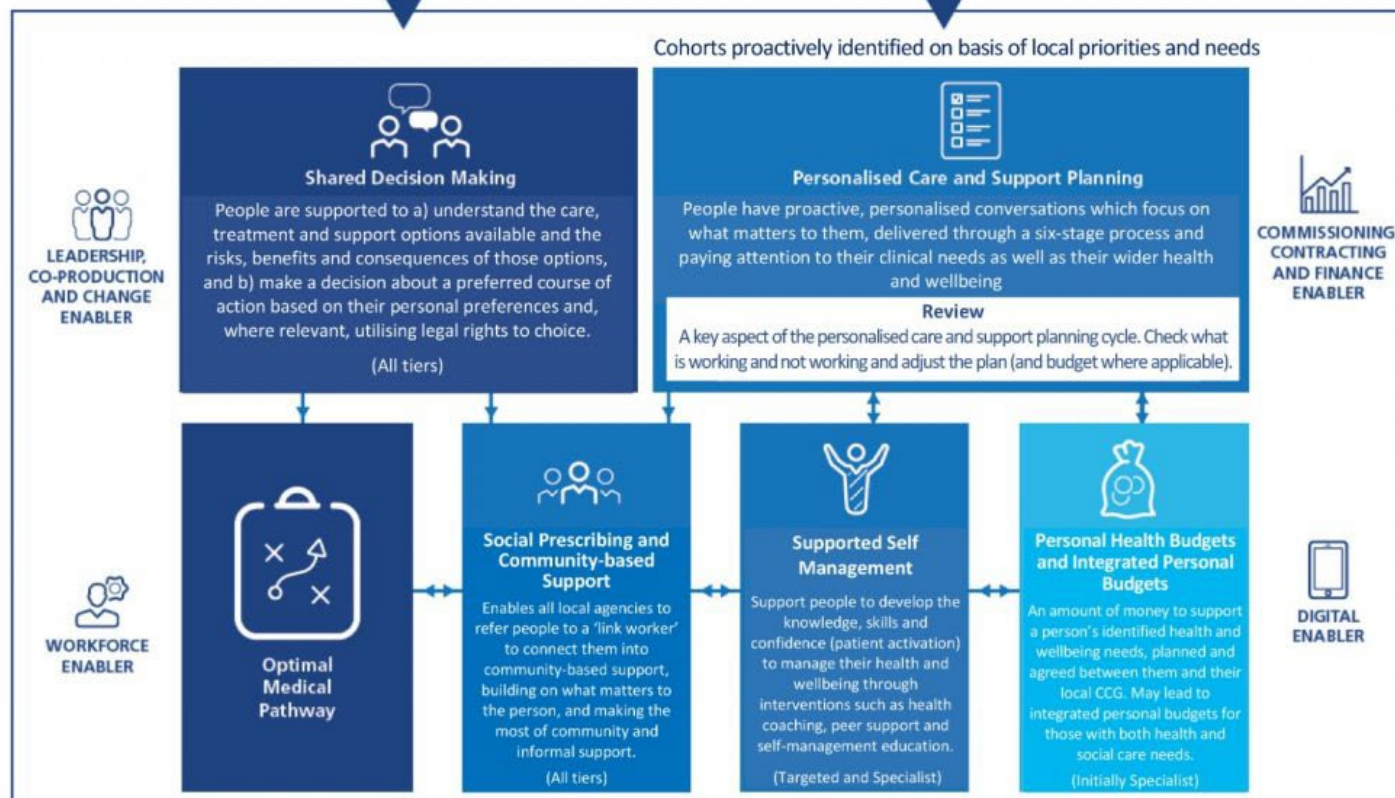 Cohorts proactively identified on basis of local priorities and needs
Shared Decision Making
People are supported to a) understand the care,
treatment and support options available and the
risks, benefits and consequences of those options,
and b) make a decision about a preferred course of
action based on their personal preferences and,
where relevant, utilising legal rights to choice.
(All tiers)
Personalised Care and Support Planning
People have proactive, personalised conversations which focus on
what matters to them, delivered through a six-stage process and
paying attention to their clinical needs as well as their wider health
and wellbeing
Review
A key aspect of the personalised care and support planning cycle. Check what
is working and not working and adjust the plan (and budget where applicable).
LEADERSHIP,
CO-PRODUCTION
AND CHANGE
ENABLER
COMMISSIONING,
CONTRACTING
AND FINANCE
ENABLER
WORKFORCE
ENABLER
Optimal
Medical
Pathway
Social Prescribing and
Community-based
Support
Enables all local agencies to
refer people to a ‘link worker’
to connect them into
community-based support,
building on what matters to
the person, and making the
most of community and
informal support.
(All tiers)
Supported Self
Management
Support people to develop the
knowledge, skills and
confidence (patient activation)
to manage their health and
wellbeing through
interventions such as health
coaching, peer support and
self-management education.
(Targeted and Specialist)
Personal Health Budgets
and Integrated Personal
Budgets
An amount of money to support
a person’s identified health and
wellbeing needs, planned and
agreed between them and their
local CCG. May lead to
integrated personal budgets for
those with both health and
social care needs.
(Initially Specialist)
DIGITAL
ENABLER